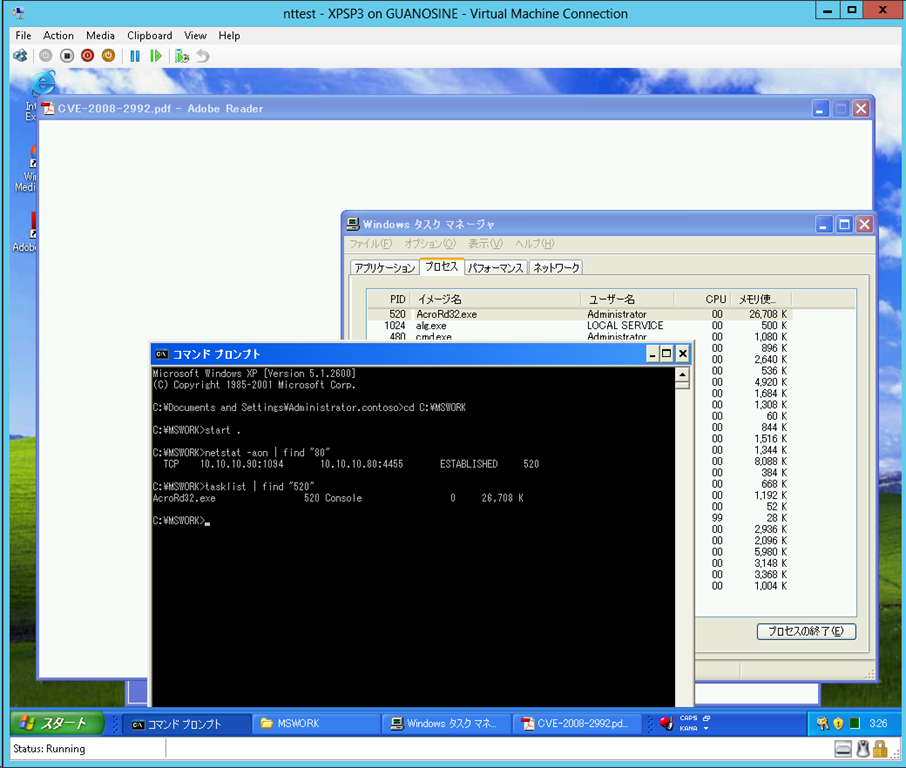 nttest - XPSP3 on GUANOSINE - Virtual Machine Connection
File Action Media Clipboard View Help
CVE-2008-2992.pdf - Adobe Reader
Windows タスク マネージャ
ファイル(F) オプション(O) 表示(V) ヘルプ(H)
アプリケーション プロセス パフォーマンス ネットワーク
PID イメージ名 ユーザー名 CPU メモリ使...
520 AcroRd32.exe Administrator 00 26,708 K
1024 alg.exe LOCAL SERVICE 00 500 K
480 cmd.exe Administrator 00 1,080 K
00 896 K
00 2,640 K
00 536 K
00 4,920 K
00 1,684 K
00 1,308 K
00 60 K
00 844 K
00 1,516 K
00 1,344 K
00 8,088 K
00 384 K
00 668 K
00 1,192 K
00 52 K
99 28 K
00 2,936 K
00 2,096 K
00 5,980 K
00 3,148 K
00 3,368 K
00 1,004 K
プロセスの終了(E)
コマンド プロンプト
Microsoft Windows XP [Version 5.1.2600]
(C) Copyright 1985-2001 Microsoft Corp.
C:¥Documents and Settings¥Administrator.contoso>cd C:¥MSWORK
C:¥MSWORK>start .
C:¥MSWORK>netstat -aon | find "80"
TCP 10.10.10.90:1094 10.10.10.80:4455 ESTABLISHED 520
C:¥MSWORK>tasklist | find "520"
AcroRd32.exe 520 Console 0 26,708 K
C:¥MSWORK>
スタート コマンド プロンプト MSWORK Windows タスク マネ... CVE-2008-2992.pd... CAPS KANA 3:26
Status: Running